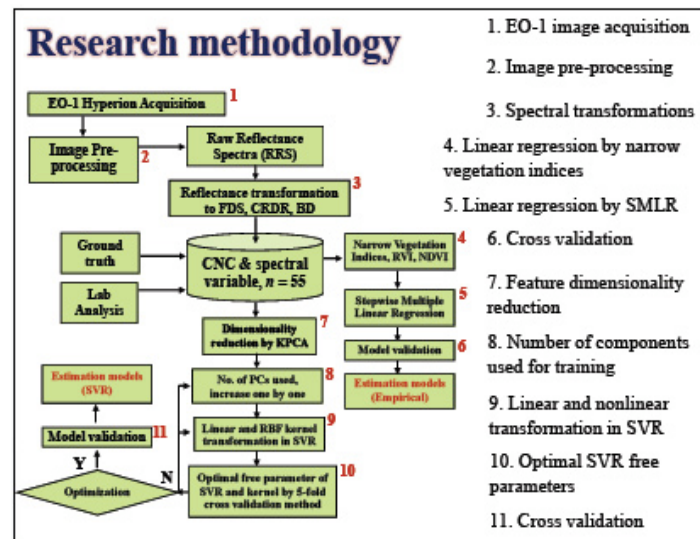 Research methodology
EO-1 Hyperion Acquisition
1
Image Pre-
processing
2
Raw Reflectance
Spectra (RRS)
Reflectance transformation
to FDS, CRDR, BD
3
Ground
truth
Lab
Analysis
CNC & spectral
variable, n = 55
Narrow Vegetation
Indices, RVI, NDVI
4
Stepwise Multiple
Linear Regression
5
Model validation
6
Estimation models
(Empirical)
Dimensionality
reduction by KPCA
7
No. of PCs used,
increase one by one
8
Linear and RBF kernel
transformation in SVR
9
Optimal free parameter of
SVR and kernel by 5-fold
cross validation method
10
Optimization
Y
N
Model validation
11
Estimation models
(SVR)
1. EO-1 image acquisition
2. Image pre-processing
3. Spectral transformations
4. Linear regression by narrow
vegetation indices
5. Linear regression by SMLR
6. Cross validation
7. Feature dimensionality
reduction
8. Number of components
used for training
9. Linear and nonlinear
transformation in SVR
10. Optimal SVR free
parameters
11. Cross validation